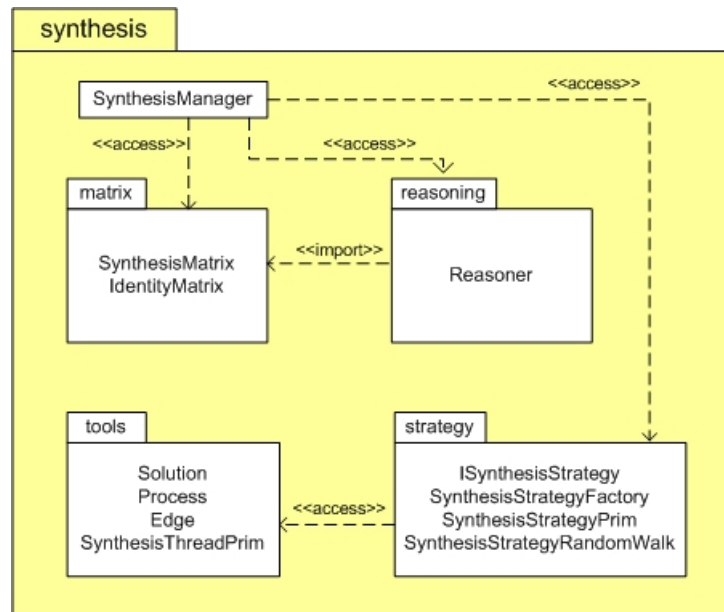 synthesis
<<access>>
SynthesisManager
<<access>>
<<access>>
matrix
reasoning
SynthesisMatrix
IdentityMatrix
<<import>>
Reasoner
tools
strategy
Solution
Process
Edge
SynthesisThreadPrim
<<access>>
ISynthesisStrategy
SynthesisStrategyFactory
SynthesisStrategyPrim
SynthesisStrategyRandomWalk